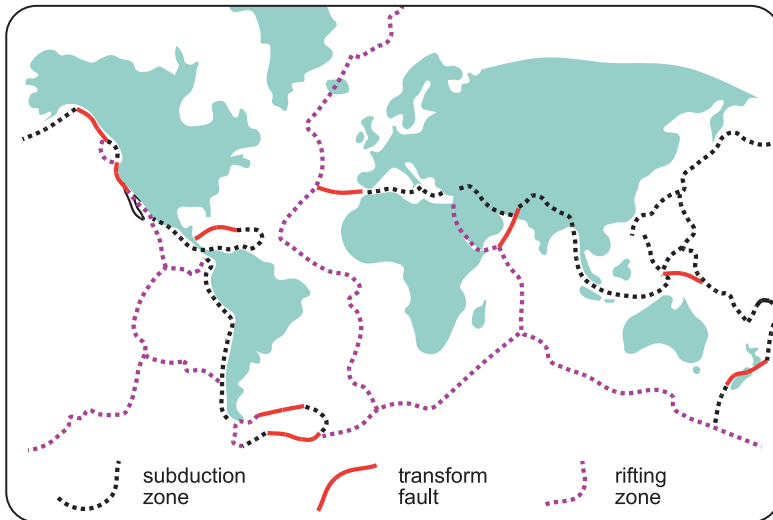 subduction
zone
transform
fault
rifting
zone